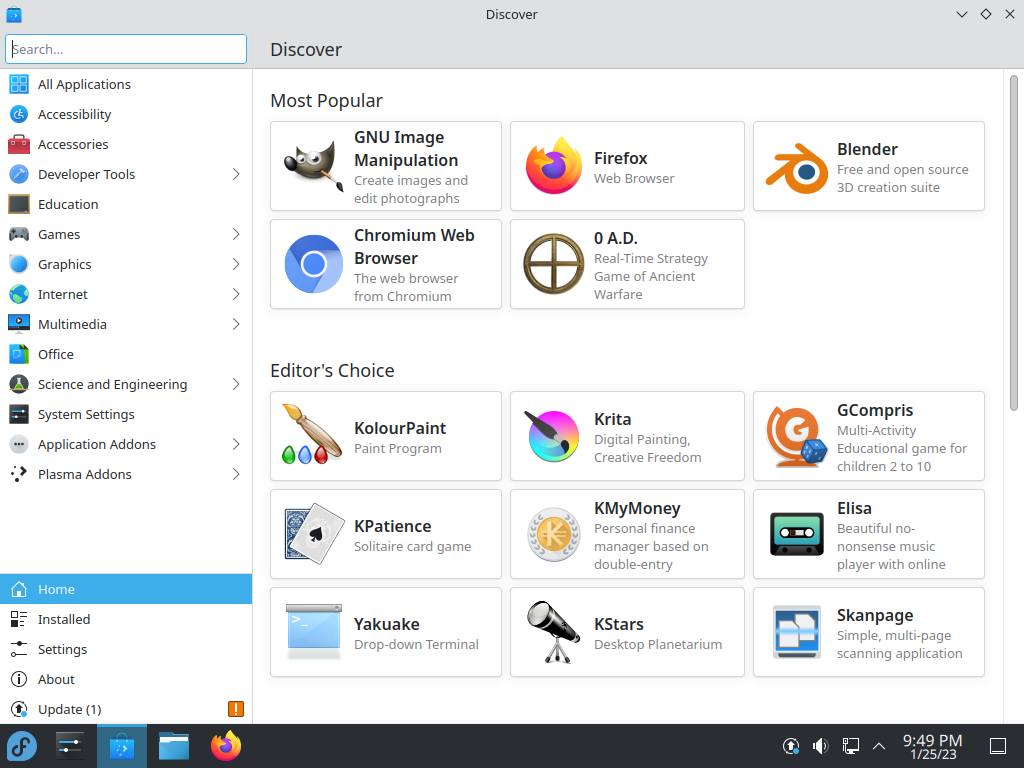 Discover
Search...
Discover
All Applications
Accessibility
Accessories
Developer Tools
Education
Games
Graphics
Internet
Multimedia
Office
Science and Engineering
System Settings
Application Addons
Plasma Addons
Home
Installed
Settings
About
Update (1)
Most Popular
GNU Image
Manipulation
Create images and
edit photographs
Firefox
Web Browser
Blender
Free and open source
3D creation suite
Chromium Web
Browser
The web browser
from Chromium
0 A.D.
Real-Time Strategy
Game of Ancient
Warfare
Editor's Choice
KolourPaint
Paint Program
Krita
Digital Painting,
Creative Freedom
GCompris
Multi-Activity
Educational game for
children 2 to 10
KPatience
Solitaire card game
KMyMoney
Personal finance
manager based on
double-entry
Elisa
Beautiful no-
nonsense music
player with online
Yakuake
Drop-down Terminal
KStars
Desktop Planetarium
Skanpage
Simple, multi-page
scanning application
9:49 PM
1/25/23